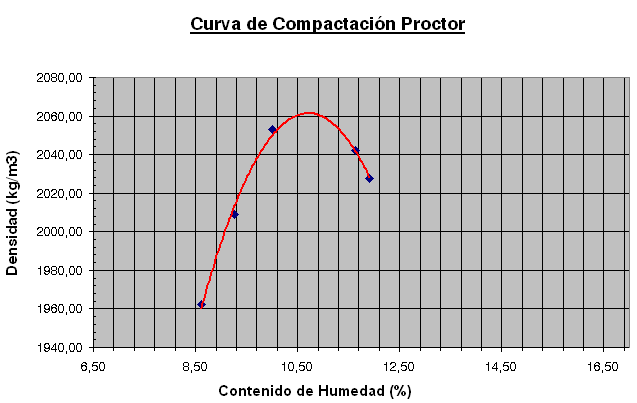 Curva de Compactación Proctor
Densidad (kg/m3)
2080,00
2060,00
2040,00
2020,00
2000,00
1980,00
1960,00
1940,00
6,50 8,50 10,50 12,50 14,50 16,50
Contenido de Humedad (%)